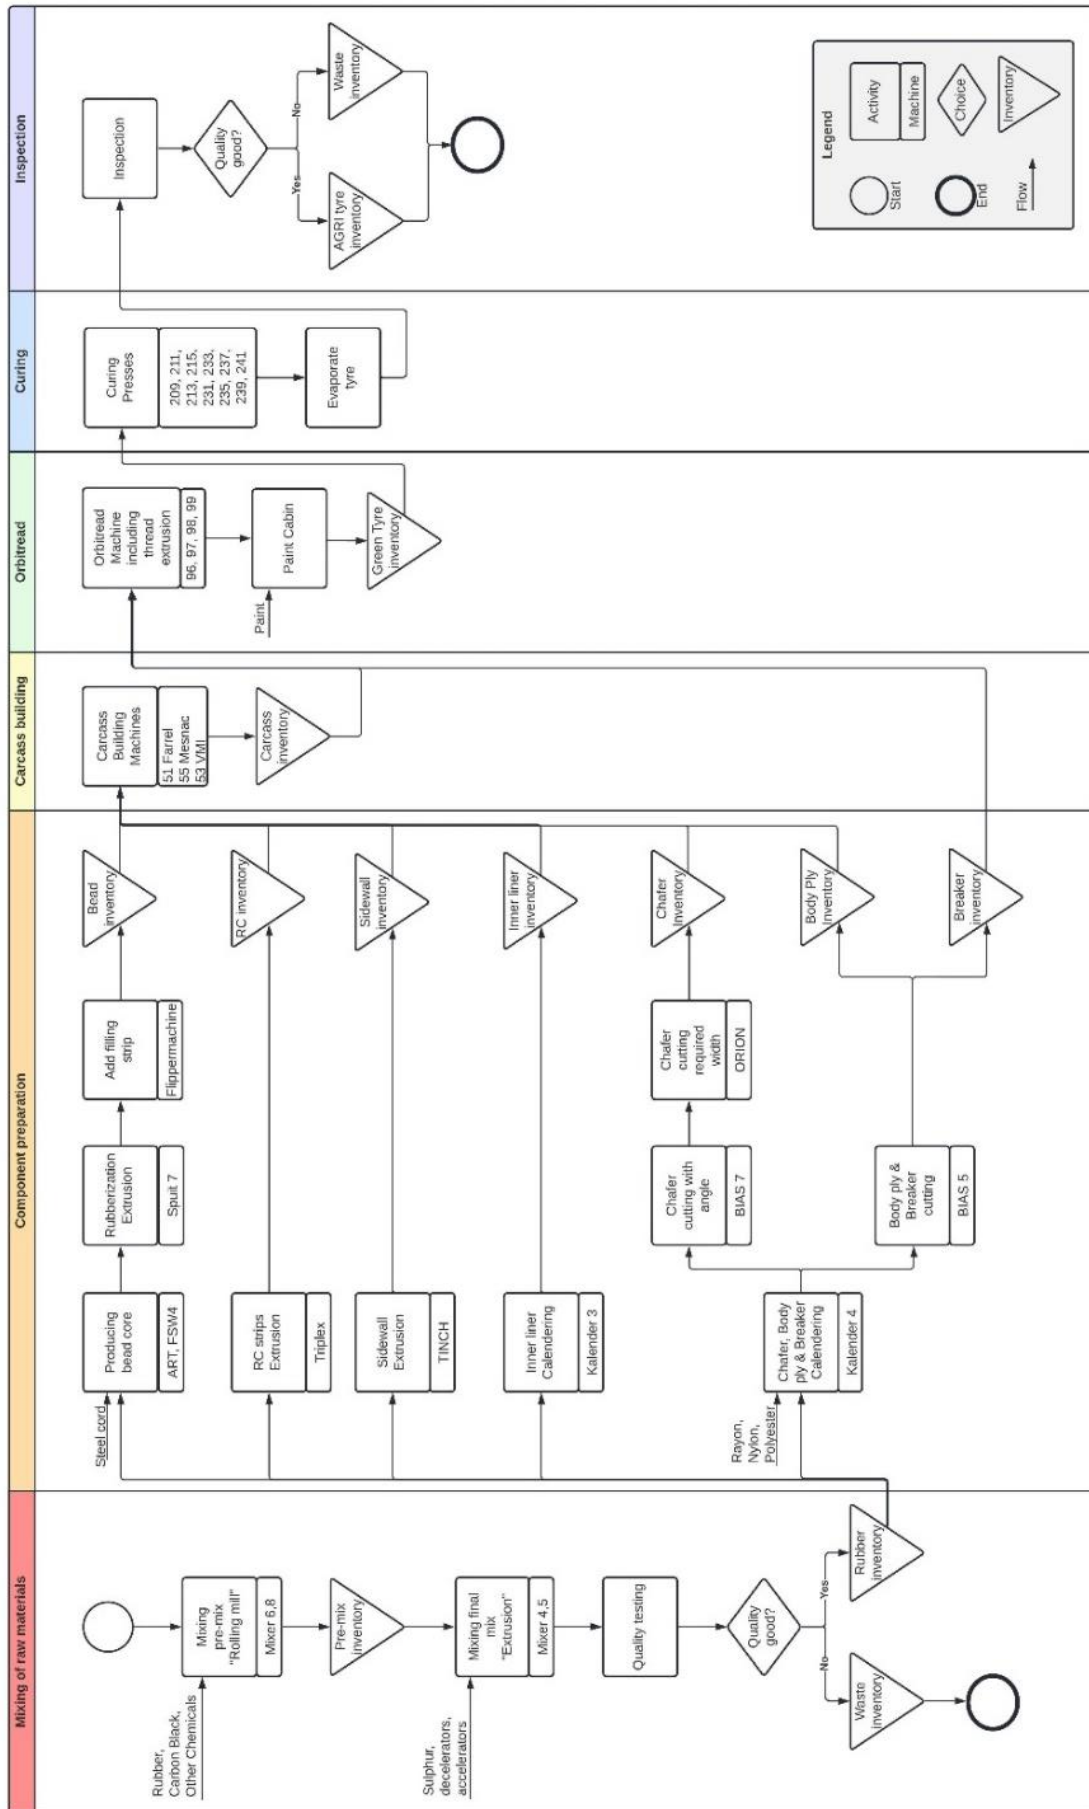 Mixing of raw materials
Rubber,
Carbon Black,
Other Chemicals
Mixing
pre-mix
"Rolling mill"
Mixer 6,8
Pre-mix
inventory
Sulphur,
decelerators,
accelerators
Mixing final
mix
"Extrusion"
Mixer 4,5
Quality testing
Quality
good?
No
Yes
Waste
inventory
Rubber
inventory
Component preparation
Steel cord
Producing
bead core
ART, FSW4
Rubberization
Extrusion
Spuit 7
Add filling
strip
Flippermachine
Bead
inventory
RC strips
Extrusion
Triplex
RC inventory
Sidewall
Extrusion
TINCH
Sidewall
inventory
Inner liner
Calendering
Kalender 3
Inner liner
inventory
Rayon,
Nylon,
Polyester
Chafer, Body
ply & Breaker
Calendering
Kalender 4
Chafer
cutting with
angle
BIAS 7
Chafer
cutting
required
width
ORION
Chafer
Inventory
Body ply &
Breaker
cutting
BIAS 5
Body Ply
Inventory
Breaker
inventory
Carcass building
Carcass
Building
Machines
51 Farrel
55 Mesnac
53 VMI
Carcass
inventory
Orbitread
Orbitread
Machine
including
thread
extrusion
96, 97, 98, 99
Paint
Paint Cabin
Green Tyre
inventory
Curing
Curing
Presses
209, 211,
213, 215,
231, 233,
235, 237,
239, 241
Evaporate
tyre
Inspection
Inspection
Quality
good?
Yes
No
AGRI tyre
inventory
Waste
inventory
Legend
Start
End
Flow
Activity
Machine
Choice
Inventory